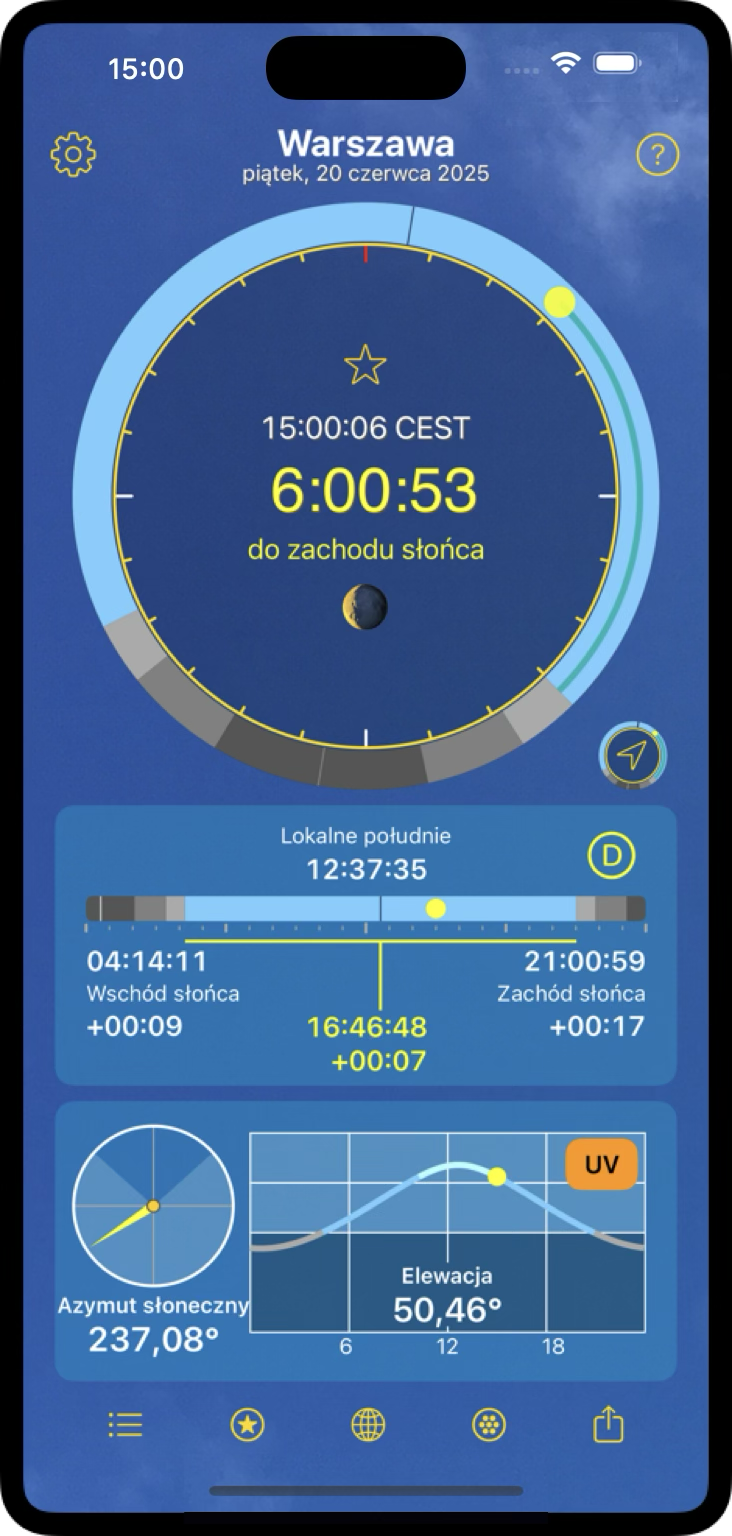 15:00
Warszawa
?
piątek, 20 czerwca 2025
15:00:06 CEST
6:00:53
do zachodu słońca
Lokalne południe
12:37:35
D
04:14:11
21:00:59
Wschód słońca
Zachód słońca
+00:09
16:46:48
+00:17
+00:07
UV
Elewacja
50,46°
Azymut słoneczny
237,08°
6
12
18